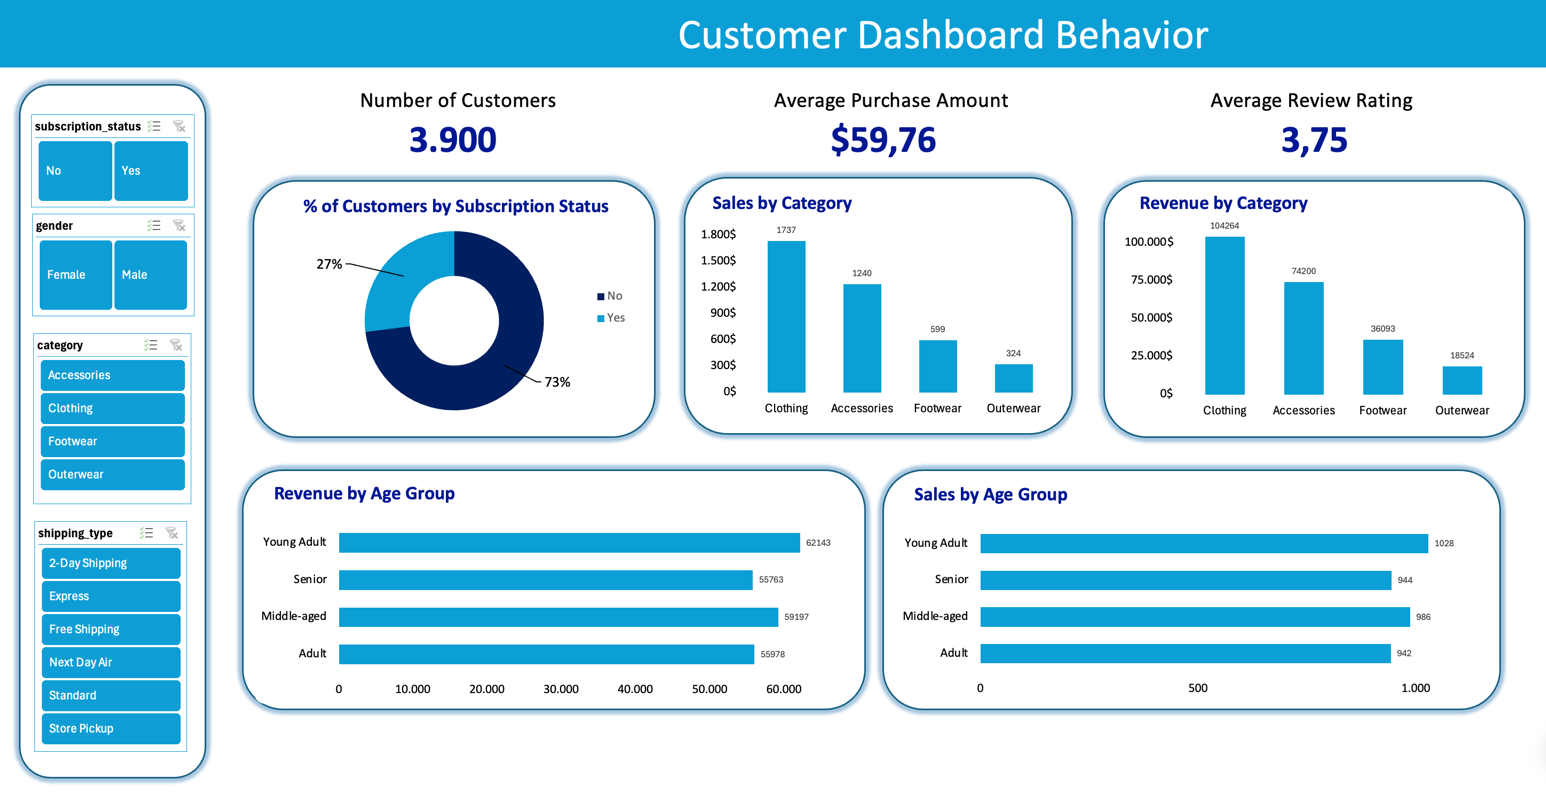 Customer Dashboard Behavior
subscription_status
No Yes
gender
Female Male
category
Accessories
Clothing
Footwear
Outerwear
shipping_type
2-Day Shipping
Express
Free Shipping
Next Day Air
Standard
Store Pickup
Number of Customers
3.900
Average Purchase Amount
$59,76
Average Review Rating
3,75
% of Customers by Subscription Status
27%
73%
No
Yes
Sales by Category
1.800$
1.500$
1.200$
900$
600$
300$
0$
1737
1240
599
324
Clothing Accessories Footwear Outerwear
Revenue by Category
100.000$
75.000$
50.000$
25.000$
0$
104264
74200
36093
18524
Clothing Accessories Footwear Outerwear
Revenue by Age Group
Young Adult 62143
Senior 55763
Middle-aged 59197
Adult 55978
0 10.000 20.000 30.000 40.000 50.000 60.000
Sales by Age Group
Young Adult 1028
Senior 944
Middle-aged 986
Adult 942
0 500 1.000